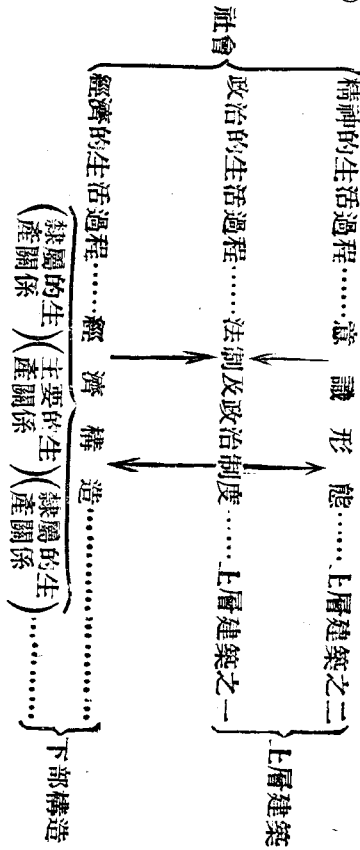 社會
精神的生活過程……意識形態……上層建築之二
政治的生活過程……法制及政治制度……上層建築之一
上層建築
經濟的生活過程……經濟構造…………
(隸屬的生產關係)(主要的生產關係)(隸屬的生產關係)…………
下部構造